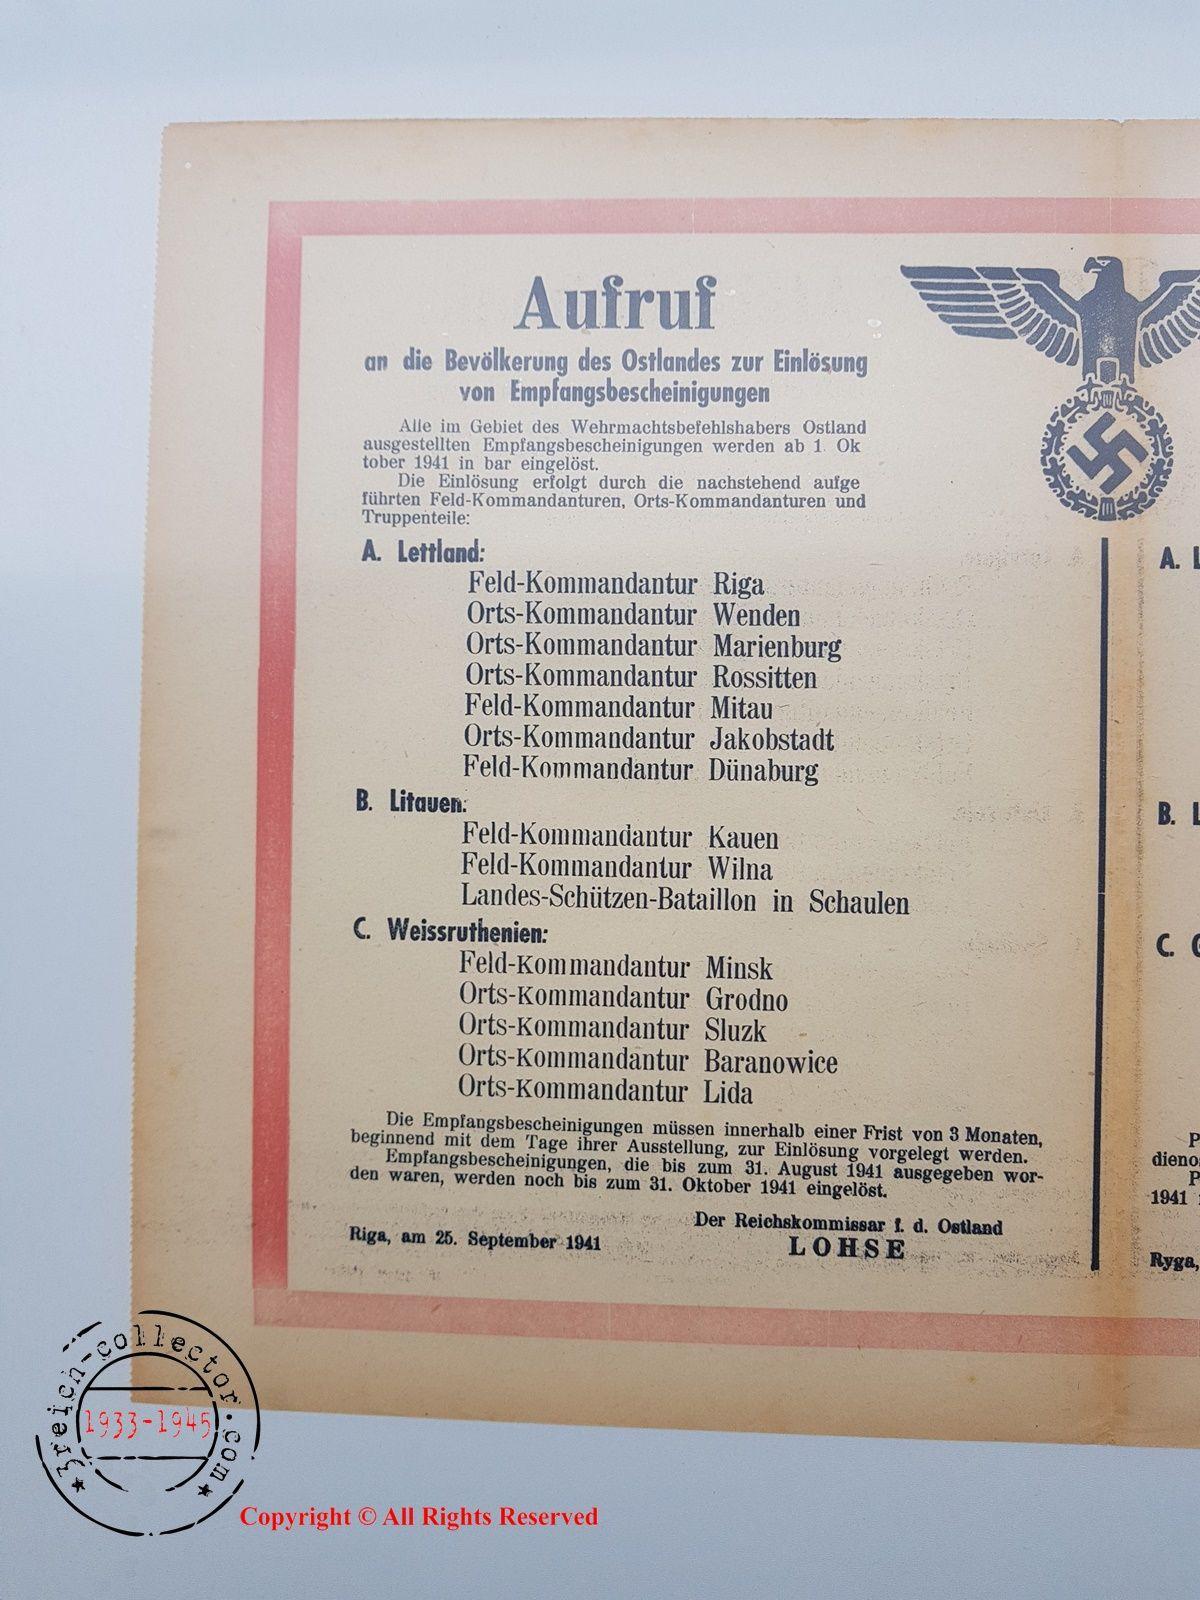 Aufruf
an die Bevölkerung des Ostlandes zur Einlösung
von Empfangsbescheinigungen
Alle im Gebiet des Wehrmachtsbefehlshabers Ostland
ausgestellten Empfangsbescheinigungen werden ab 1. Ok
tober 1941 in bar eingelöst.
Die Einlösung erfolgt durch die nachstehend aufge
führten Feld-Kommandanturen, Orts-Kommandanturen und
Truppenteile:
A. Lettland:
Feld-Kommandantur Riga
Orts-Kommandantur Wenden
Orts-Kommandantur Marienburg
Orts-Kommandantur Rossitten
Feld-Kommandantur Mitau
Orts-Kommandantur Jakobstadt
Feld-Kommandantur Dünaburg
B. Litauen:
Feld-Kommandantur Kauen
Feld-Kommandantur Wilna
Landes-Schützen-Bataillon in Schaulen
C. Weissruthenien:
Feld-Kommandantur Minsk
Orts-Kommandantur Grodno
Orts-Kommandantur Sluzk
Orts-Kommandantur Baranowice
Orts-Kommandantur Lida
Die Empfangsbescheinigungen müssen innerhalb einer Frist von 3 Monaten,
beginnend mit dem Tage ihrer Ausstellung, zur Einlösung vorgelegt werden.
Empfangsbescheinigungen, die bis zum 31. August 1941 ausgegeben wor-
den waren, werden noch bis zum 31. Oktober 1941 eingelöst.
Der Reichskommissar f. d. Ostland
Riga, am 25. September 1941
LOHSE
A. L
B. L
C. G
P
dieno
P
1941
Ryga,
3reich-collector.com
1933-1945
Copyright © All Rights Reserved